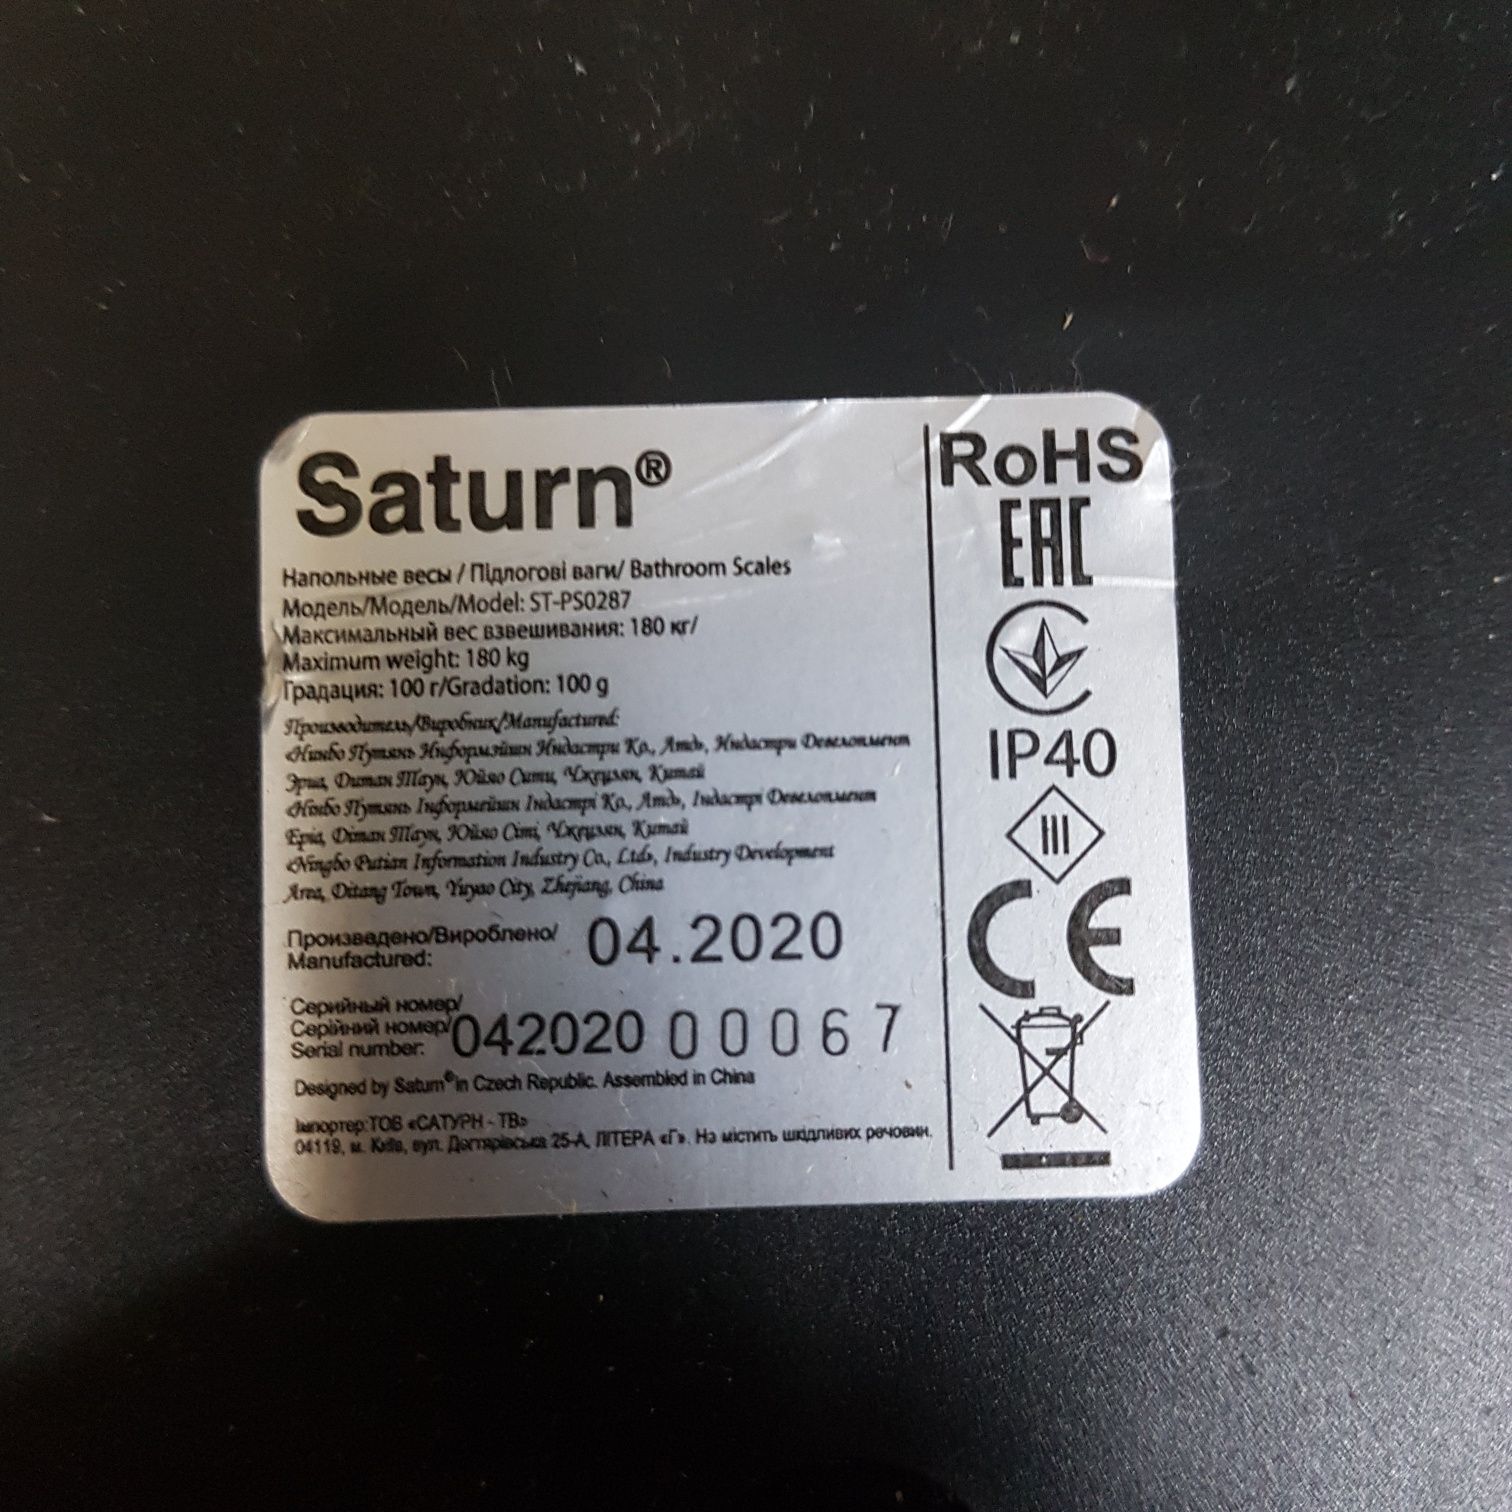 Saturn®
Напольные весы / Підлогові ваги/ Bathroom Scales
Модель/Модель/Model: ST-PS0287
Максимальный вес взвешивания: 180 кг/
Maximum weight: 180 kg
Градация: 100 г/Gradation: 100 g
Производитель/Виробник/Manufactured:
«Нинбо Путянь Информэйшн Индастри Ко., Лтд», Индастри Девелопмент
Эриа, Дитан Таун, Юйяо Сити, Чжецзян, Китай
«Нінбо Путянь Інформейшн Індастрі Ко., Лтд», Індастрі Девелопмент
Еріа, Дітан Таун, Юйяо Сіті, Чжецзян, Китай
«Ningbo Putian Information Industry Co., Ltd», Industry Development
Area, Ditang Town, Yuyao City, Zhejiang, China
Произведено/Вироблено/
Manufactured: 04.2020
Серийный номер/
Серійний номер/
Serial number: 042020 00067
Designed by Saturn® in Czech Republic. Assembled in China
Імпортер:ТОВ «САТУРН - ТВ»
04119, м. Київ, вул. Дегтярівська 25-А, ЛІТЕРА «Г». Не містить шкідливих речовин.
RoHS
EAC
IP40
III
CE